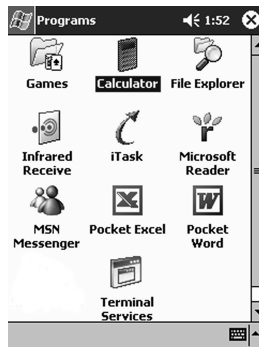 Programs 1:52
Games Calculator File Explorer
Infrared Receive iTask Microsoft Reader
MSN Messenger Pocket Excel Pocket Word
Terminal Services